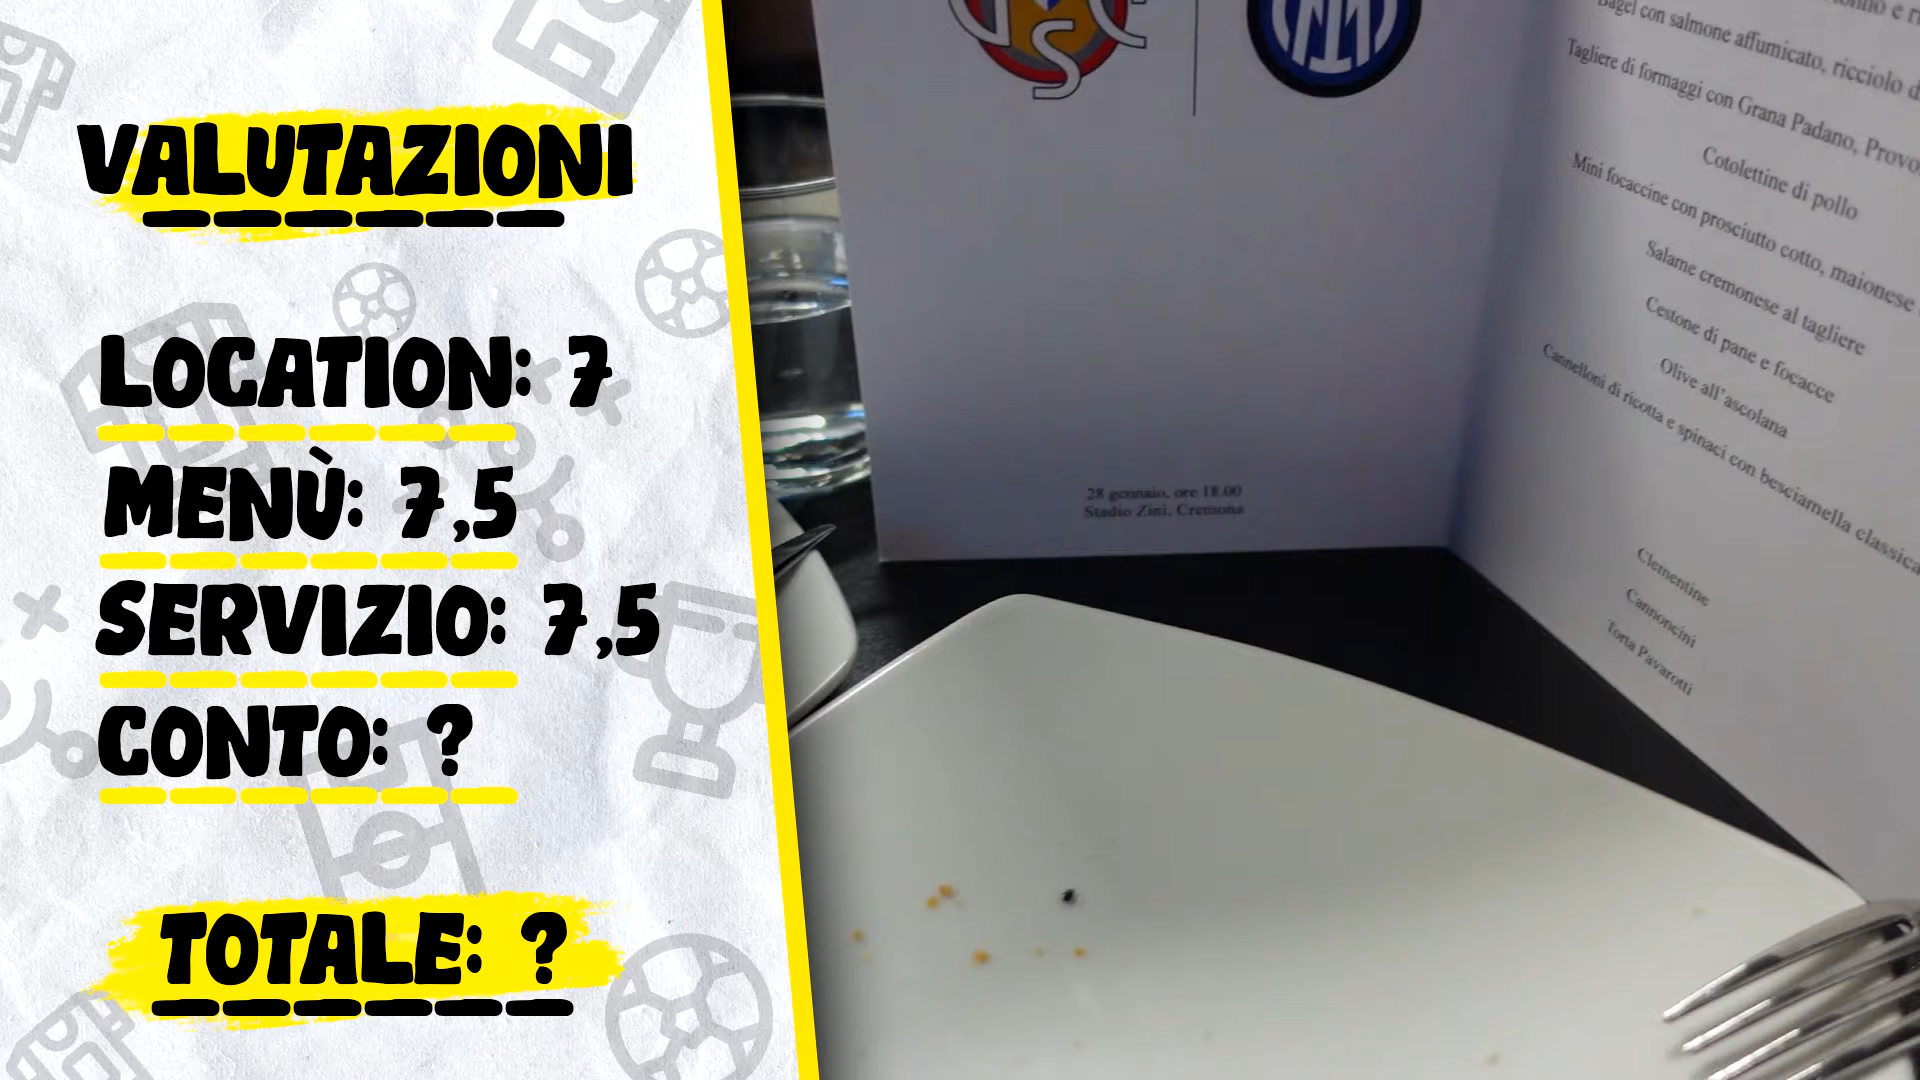 VALUTAZIONI
LOCATION: 7
MENÙ: 7,5
SERVIZIO: 7,5
CONTO: ?
TOTALE: ?
28 gennaio, ore 18.00
Stadio Zini, Cremona
Bagel con salmone affumicato, ricciolo
Tagliere di formaggi con Grana Padano,
Cotolettine di pollo
Mini focaccine con prosciutto cotto, maionese
Salame cremonese al tagliere
Cestone di pane e focacce
Olive all'ascolana
Cannelloni di ricotta e spinaci con besciamella classica
Clementine
Cannoncini
Torta Pavarotti